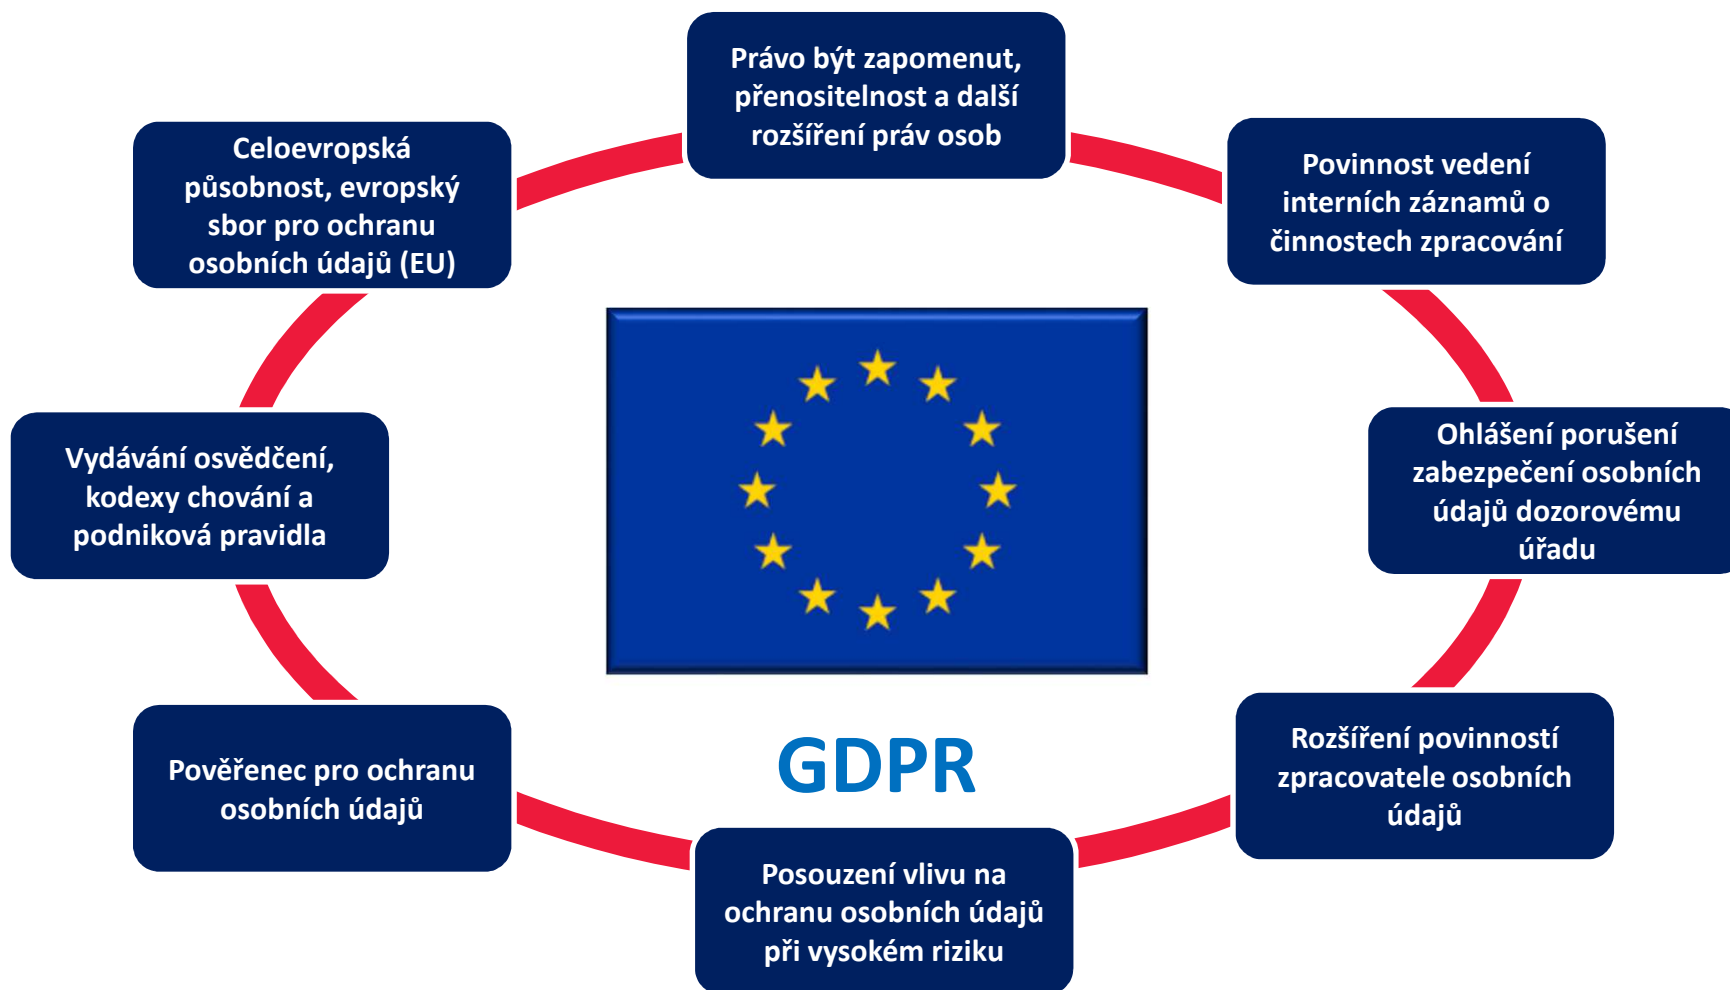 Právo být zapomenut,
přenositelnost a další
rozšíření práv osob
Povinnost vedení
interních záznamů o
činnostech zpracování
Ohlášení porušení
zabezpečení osobních
údajů dozorovému
úřadu
Rozšíření povinností
zpracovatele osobních
údajů
Posouzení vlivu na
ochranu osobních údajů
při vysokém riziku
Pověřenec pro ochranu
osobních údajů
Vydávání osvědčení,
kodexy chování a
podniková pravidla
Celoevropská
působnost, evropský
sbor pro ochranu
osobních údajů (EU)
GDPR